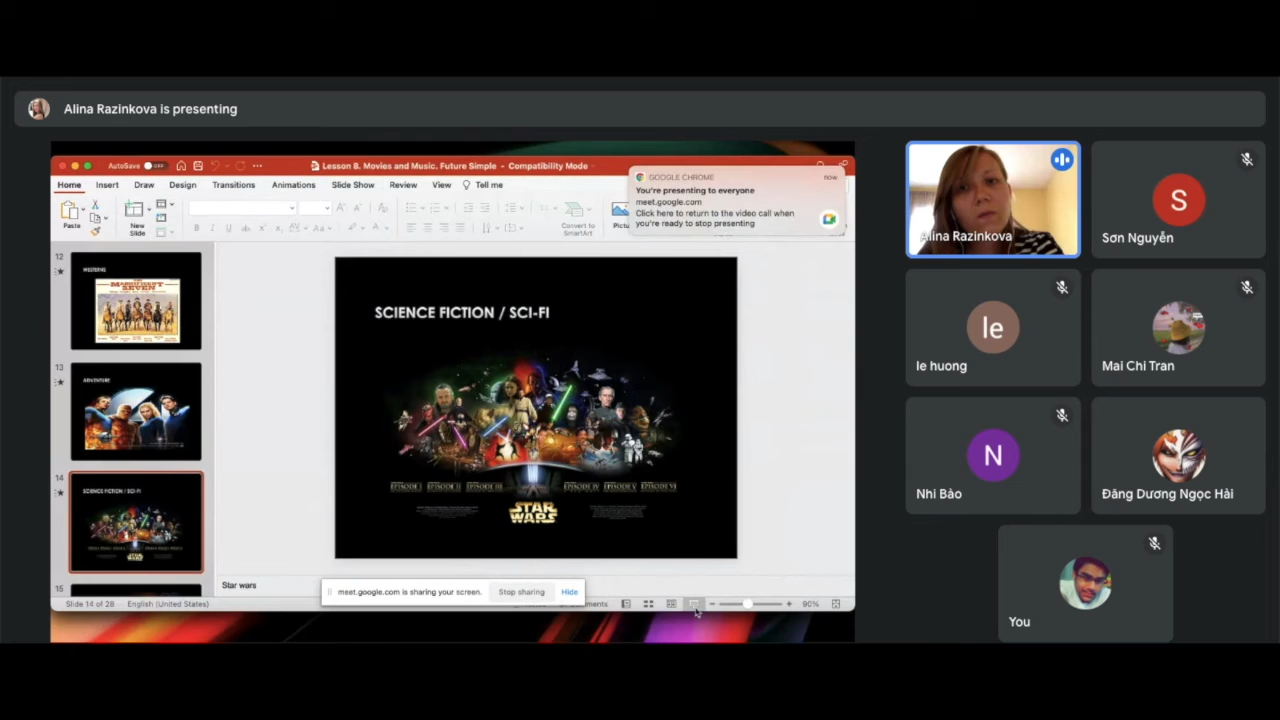 Alina Razinkova is presenting
AutoSave OFF
Lesson 8. Movies and Music. Future Simple - Compatibility Mode
Home Insert Draw Design Transitions Animations Slide Show Review View Tell me
GOOGLE CHROME now
You're presenting to everyone
meet.google.com
Click here to return to the video call when
you're ready to stop presenting
Paste
New
Slide
Convert to
SmartArt
12
WESTERNS
THE
MAGNIFICENT
SEVEN
13
ADVENTURE
14
SCIENCE FICTION / SCI-FI
STAR
WARS
15
SCIENCE FICTION / SCI-FI
EPISODE I EPISODE II EPISODE III EPISODE IV EPISODE V EPISODE VI
STAR
WARS
Star wars
meet.google.com is sharing your screen. Stop sharing Hide
Slide 14 of 28 English (United States) 90%
Alina Razinkova
S
Sơn Nguyễn
le
le huong
Mai Chi Tran
N
Nhi Bảo
Đăng Dương Ngọc Hải
You